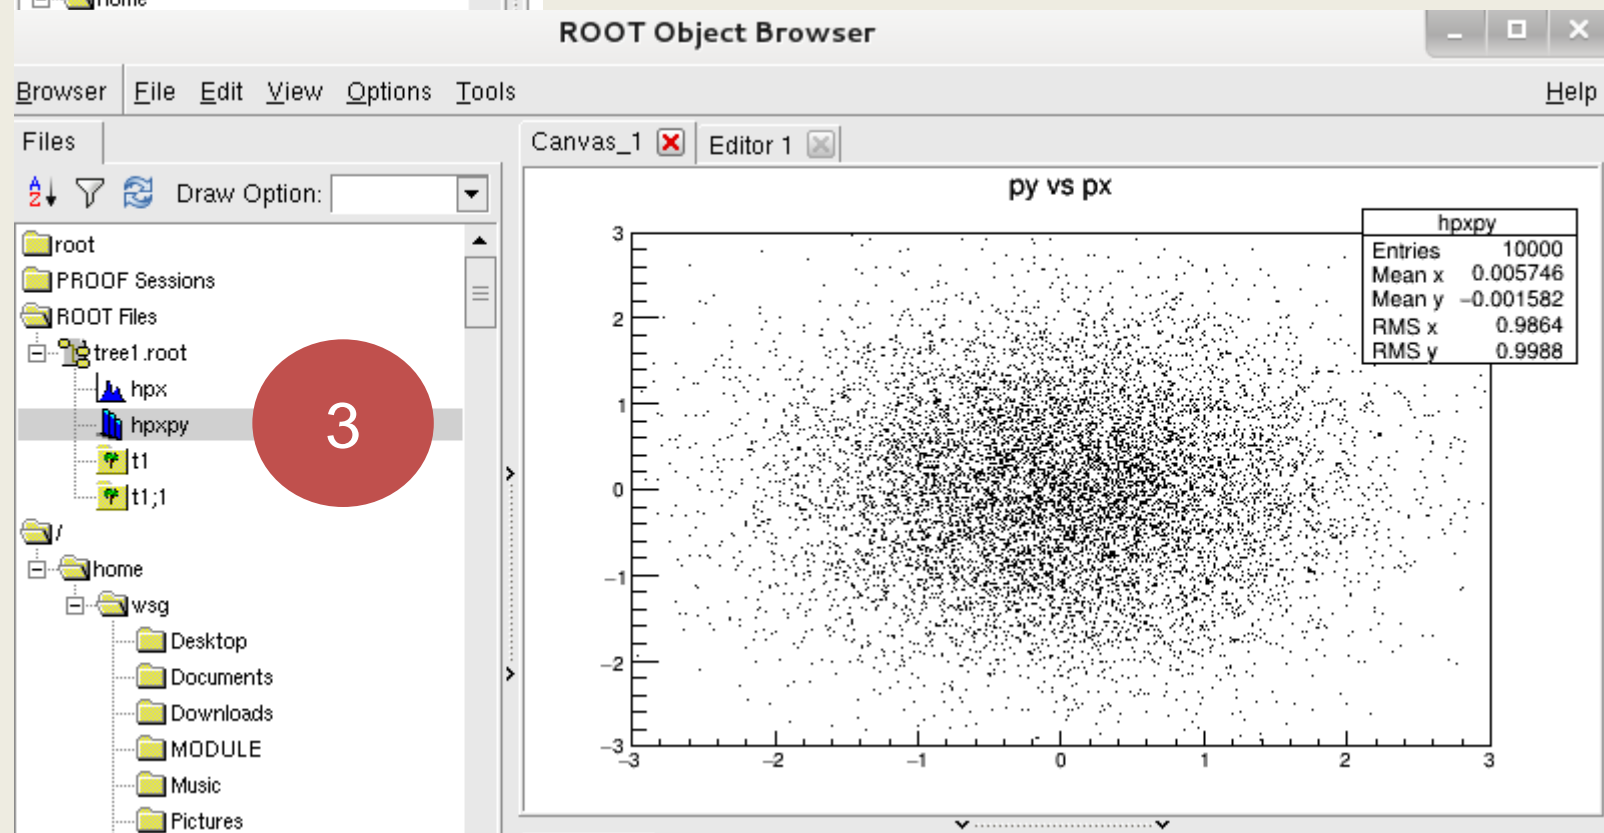 Home
ROOT Object Browser
Browser File Edit View Options Tools Help
Files
Canvas_1 Editor 1
Draw Option:
root
PROOF Sessions
ROOT Files
tree1.root
hpx
hpxpy
t1
t1;1
/
home
wsg
Desktop
Documents
Downloads
MODULE
Music
Pictures
3
py vs px
hpxpy
Entries 10000
Mean x 0.005746
Mean y −0.001582
RMS x 0.9864
RMS y 0.9988
3
2
1
0
−1
−2
−3
−3 −2 −1 0 1 2 3